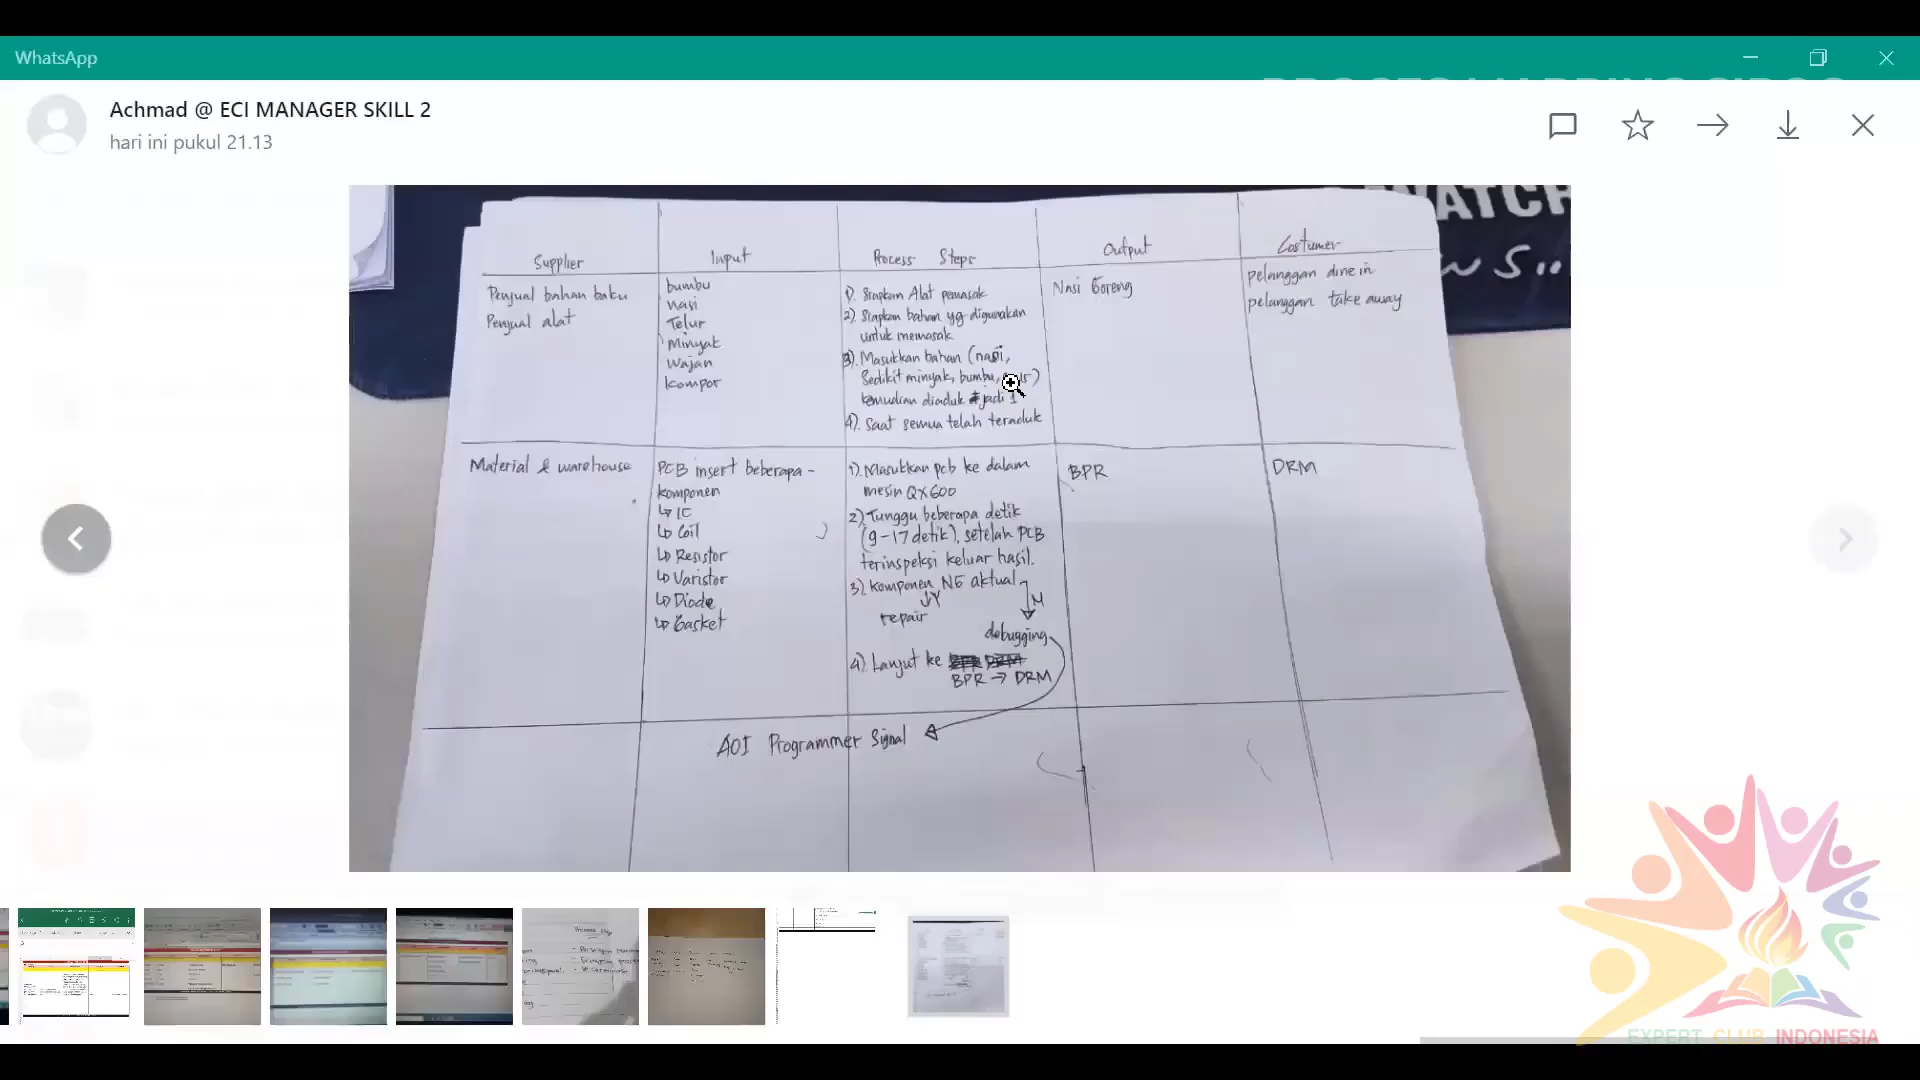 WhatsApp
Achmad @ ECI MANAGER SKILL 2
hari ini pukul 21.13
Supplier
Input
Process Steps
Output
Costumer
Penjual bahan baku
Penjual alat
bumbu
nasi
Telur
Minyak
Wajan
kompor
1). Siapkan Alat pemasak
2). Siapkan bahan yg digunakan
untuk memasak
3). Masukkan bahan (nasi,
Sedikit minyak, bumbu,
kemudian diaduk jadi 1
4). Saat semua telah teraduk
Nasi Goreng
pelanggan dine in
pelanggan take away
Material & warehouse
PCB insert beberapa -
komponen
↳ IC
↳ Coil
↳ Resistor
↳ Varistor
↳ Diode
↳ Gasket
1). Masukkan pcb ke dalam
mesin QX600
2). Tunggu beberapa detik
(9-17 detik), setelah PCB
terinspeksi keluar hasil.
3). Komponen NG aktual
Y
N
repair
debugging
4). Lanjut ke
BPR → DRM
BPR
DRM
AOI Programmer Signal
EXPERT CLUB INDONESIA